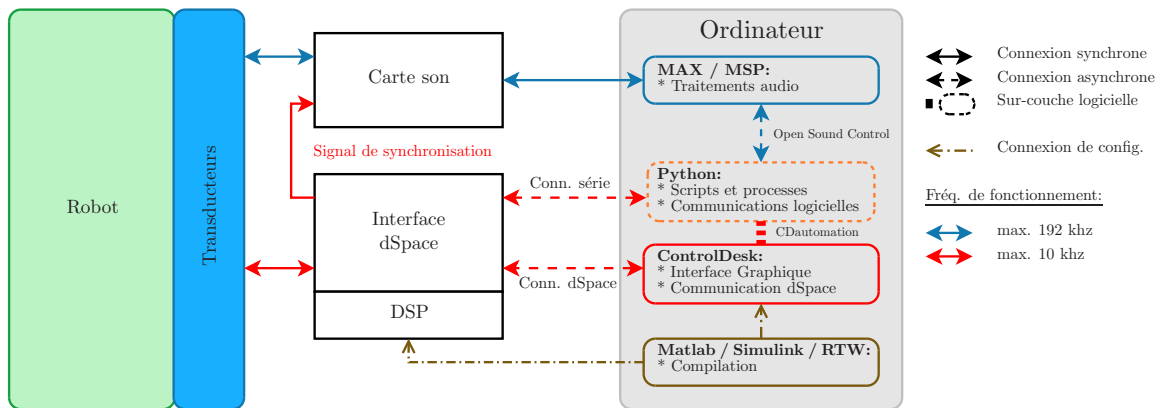 Robot
Transducteurs
Carte son
Signal de synchronisation
Interface
dSpace
DSP
Conn. série
Conn. dSpace
Ordinateur
MAX / MSP:
* Traitements audio
Open Sound Control
Python:
* Scripts et processes
* Communications logicielles
CDautomation
ControlDesk:
* Interface Graphique
* Communication dSpace
Matlab / Simulink / RTW:
* Compilation
Connexion synchrone
Connexion asynchrone
Sur-couche logicielle
Connexion de config.
Fréq. de fonctionnement:
max. 192 khz
max. 10 khz